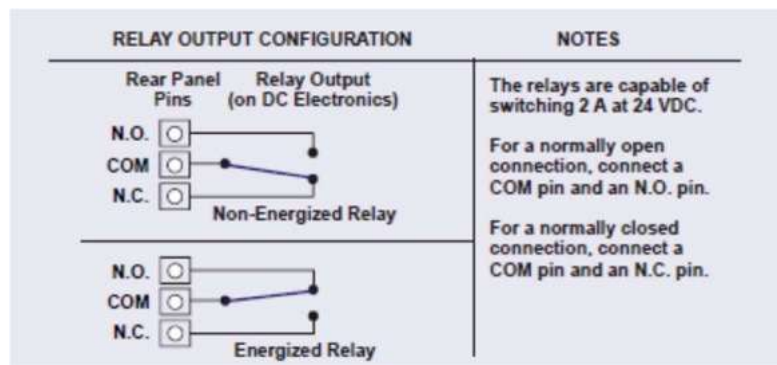 RELAY OUTPUT CONFIGURATION
NOTES
Rear Panel Pins
Relay Output (on DC Electronics)
N.O.
COM
N.C.
Non-Energized Relay
N.O.
COM
N.C.
Energized Relay
The relays are capable of
switching 2 A at 24 VDC.
For a normally open
connection, connect a
COM pin and an N.O. pin.
For a normally closed
connection, connect a
COM pin and an N.C. pin.